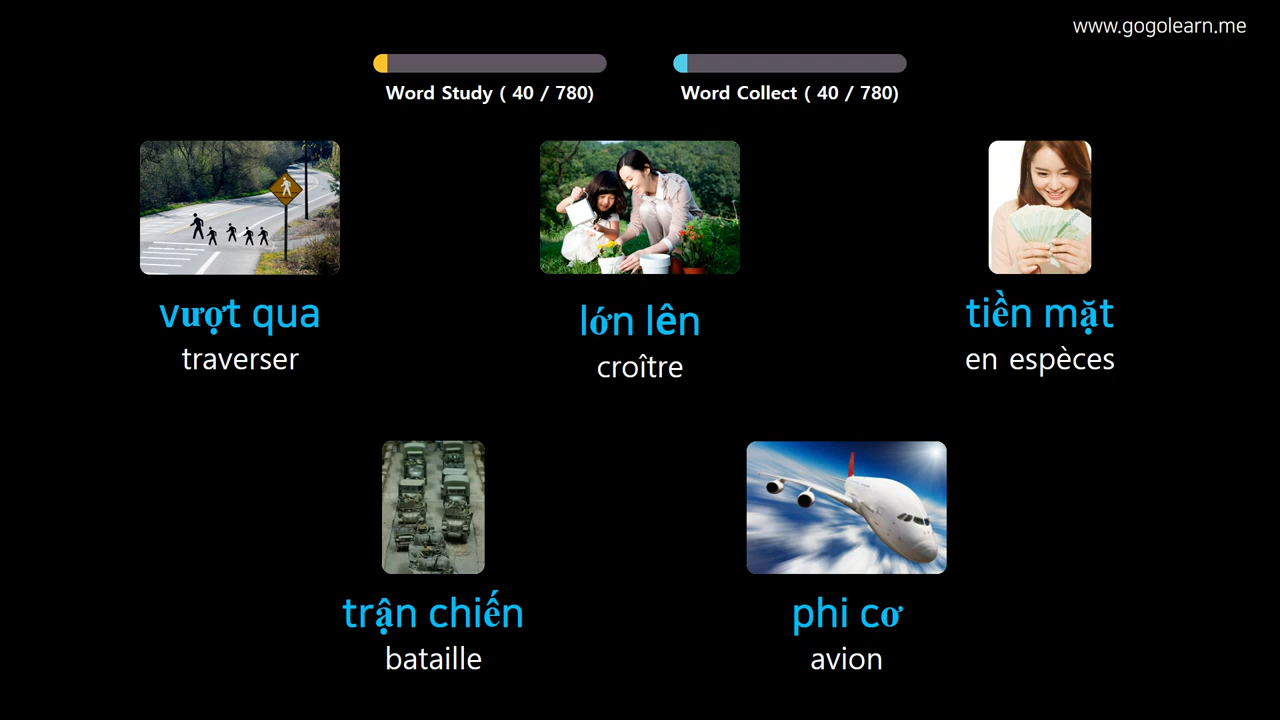 www.gogolearn.me
Word Study ( 40 / 780)
Word Collect ( 40 / 780)
vượt qua
traverser
lớn lên
croître
tiền mặt
en espèces
trận chiến
bataille
phi cơ
avion